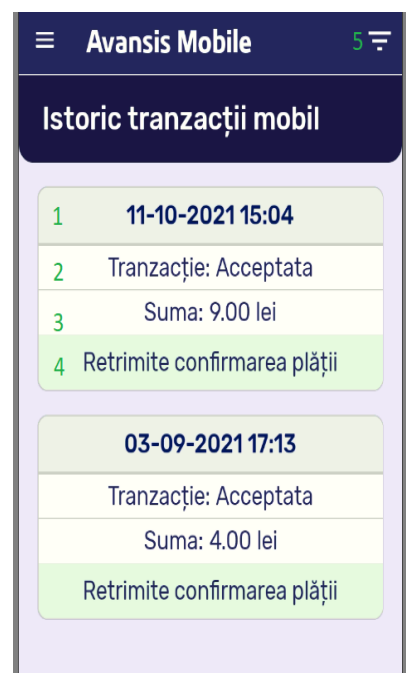 Avansis Mobile 5
Istoric tranzacții mobil
1 11-10-2021 15:04
2 Tranzacție: Acceptata
3 Suma: 9.00 lei
4 Retrimite confirmarea plății
03-09-2021 17:13
Tranzacție: Acceptata
Suma: 4.00 lei
Retrimite confirmarea plății